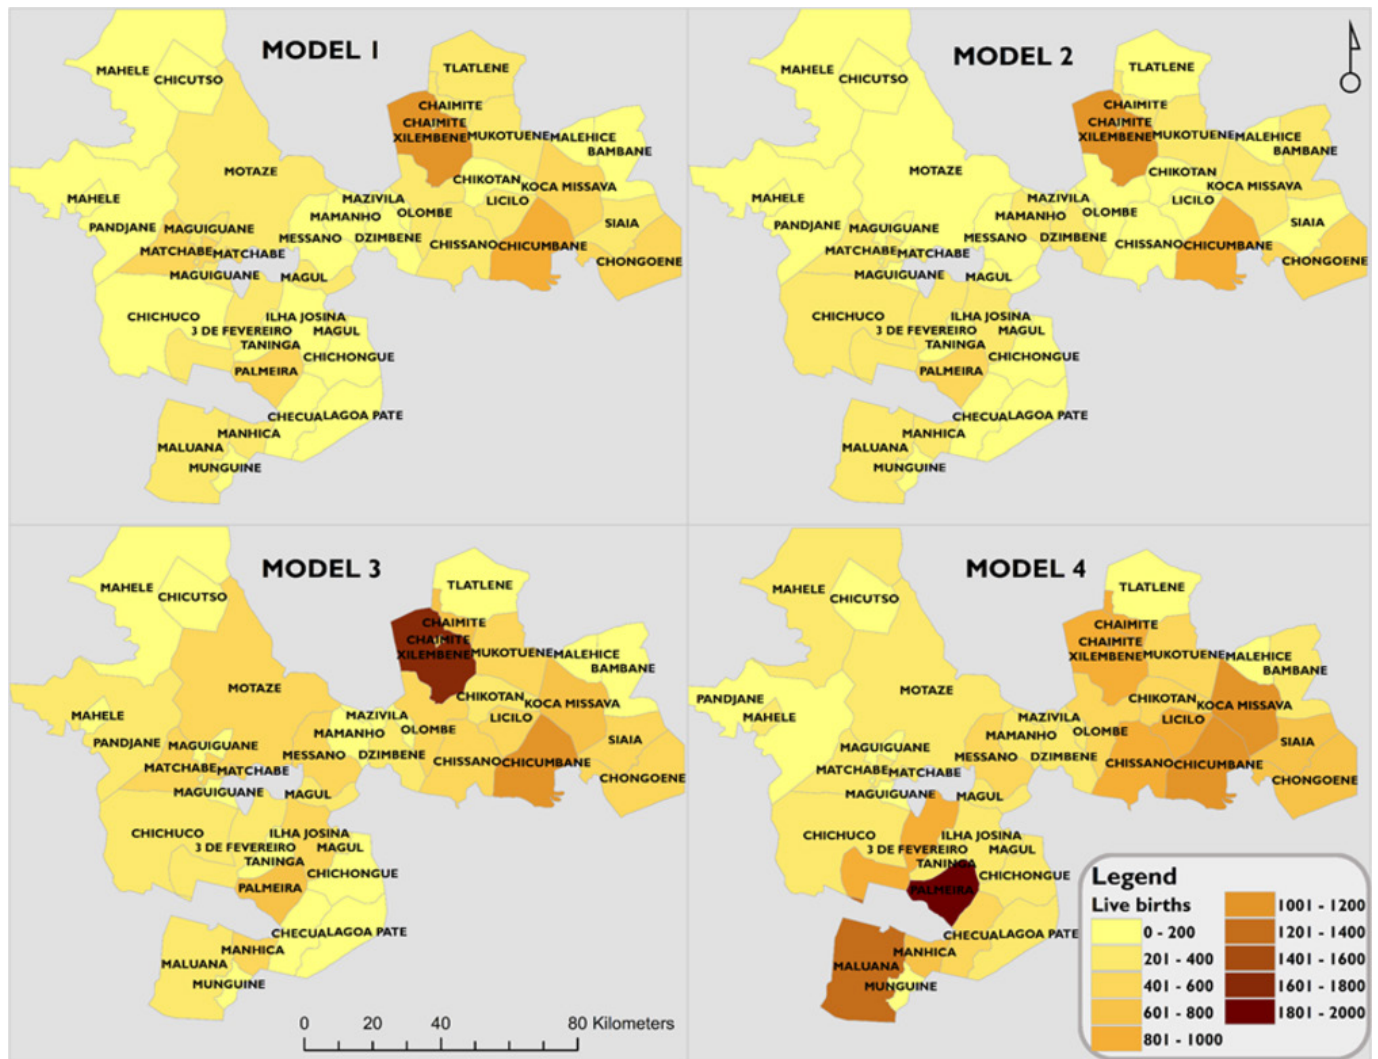 MODEL 1
MAHELE
CHICUTSO
TLATLENE
CHAIMITE
CHAIMITE
XILEMBENE
MUKOTUENE
MALEHICE
BAMBANE
MOTAZE
CHIKOTAN
KOCA MISSAVA
MAHELE
MAZIVILA
LICILO
MAMANHO
OLOMBE
SIAIA
PANDJANE
MAGUIGUANE
MESSANO
DZIMBENE
CHISSANO
CHICUMBANE
MATCHABE
MATCHABE
CHONGOENE
MAGUIGUANE
MAGUL
CHICHUCO
ILHA JOSINA
3 DE FEVEREIRO
MAGUL
TANINGA
CHICHONGUE
PALMEIRA
CHECUA
LAGOA PATE
MANHICA
MALUANA
MUNGUINE
MODEL 2
MAHELE
CHICUTSO
TLATLENE
CHAIMITE
CHAIMITE
XILEMBENE
MUKOTUENE
MALEHICE
BAMBANE
MOTAZE
CHIKOTAN
KOCA MISSAVA
MAHELE
MAZIVILA
LICILO
MAMANHO
OLOMBE
SIAIA
PANDJANE
MAGUIGUANE
MESSANO
DZIMBENE
CHISSANO
CHICUMBANE
MATCHABE
MATCHABE
CHONGOENE
MAGUIGUANE
MAGUL
CHICHUCO
ILHA JOSINA
3 DE FEVEREIRO
MAGUL
TANINGA
CHICHONGUE
PALMEIRA
CHECUA
LAGOA PATE
MANHICA
MALUANA
MUNGUINE
MODEL 3
MAHELE
CHICUTSO
TLATLENE
CHAIMITE
CHAIMITE
XILEMBENE
MUKOTUENE
MALEHICE
BAMBANE
MOTAZE
CHIKOTAN
KOCA MISSAVA
MAHELE
MAZIVILA
LICILO
MAMANHO
OLOMBE
SIAIA
PANDJANE
MAGUIGUANE
MESSANO
DZIMBENE
CHISSANO
CHICUMBANE
MATCHABE
MATCHABE
CHONGOENE
MAGUIGUANE
MAGUL
CHICHUCO
ILHA JOSINA
3 DE FEVEREIRO
MAGUL
TANINGA
CHICHONGUE
PALMEIRA
CHECUA
LAGOA PATE
MANHICA
MALUANA
MUNGUINE
0 20 40 80 Kilometers
MODEL 4
MAHELE
CHICUTSO
TLATLENE
CHAIMITE
CHAIMITE
XILEMBENE
MUKOTUENE
MALEHICE
BAMBANE
MOTAZE
PANDJANE
CHIKOTAN
KOCA MISSAVA
MAHELE
MAZIVILA
LICILO
MAMANHO
OLOMBE
SIAIA
MAGUIGUANE
MESSANO
DZIMBENE
CHISSANO
CHICUMBANE
MATCHABE
MATCHABE
CHONGOENE
MAGUIGUANE
MAGUL
CHICHUCO
ILHA JOSINA
3 DE FEVEREIRO
MAGUL
TANINGA
CHICHONGUE
PALMEIRA
CHECUA
LAGOA PATE
MANHICA
MALUANA
MUNGUINE
Legend
Live births
0 - 200
201 - 400
401 - 600
601 - 800
801 - 1000
1001 - 1200
1201 - 1400
1401 - 1600
1601 - 1800
1801 - 2000